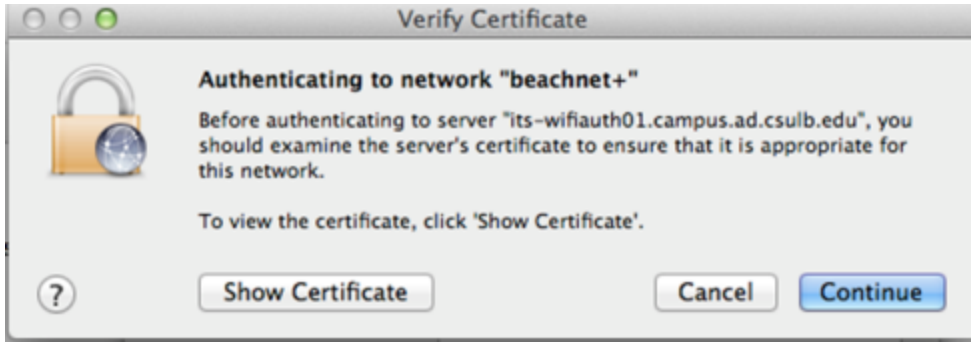 Verify Certificate
Authenticating to network "beachnet+"
Before authenticating to server "its-wifiauth01.campus.ad.csulb.edu", you
should examine the server's certificate to ensure that it is appropriate for
this network.
To view the certificate, click 'Show Certificate'.
?
Show Certificate
Cancel
Continue